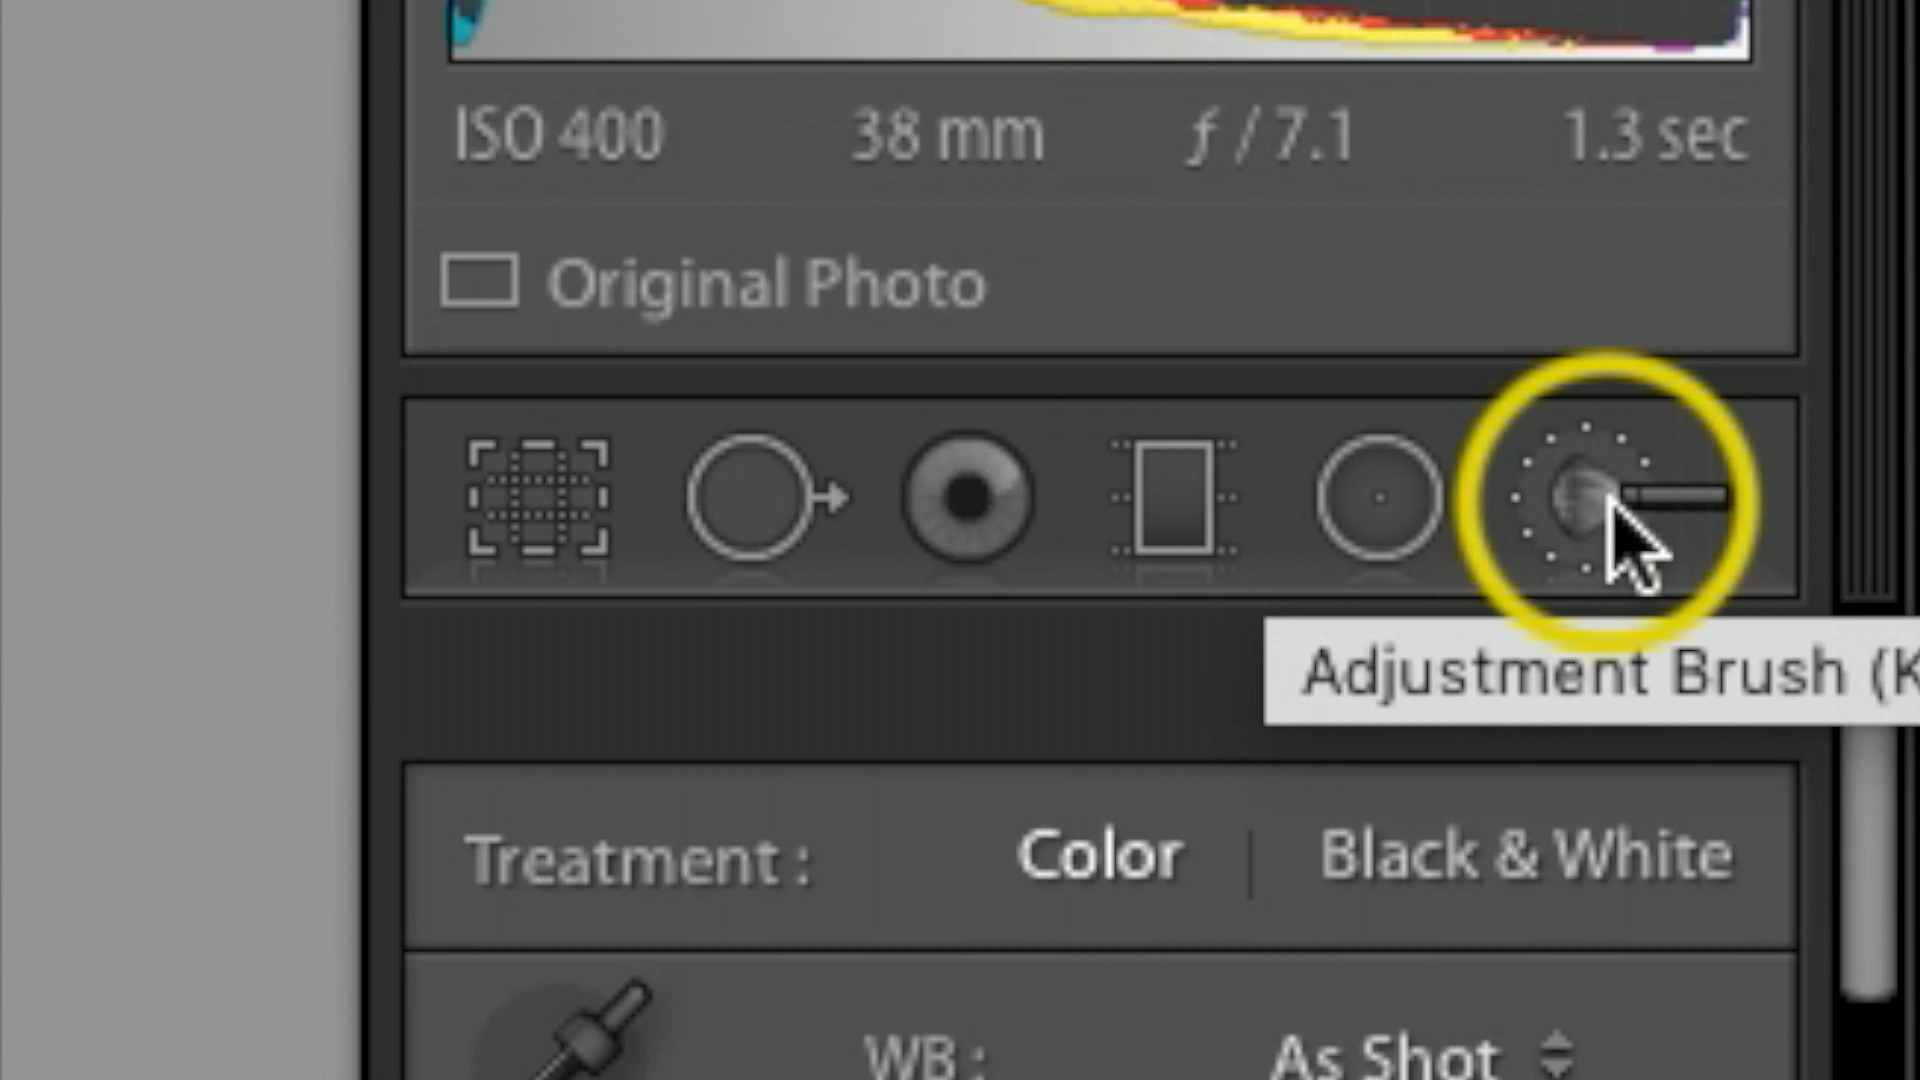 ISO 400 38 mm ƒ / 7.1 1.3 sec
Original Photo
Adjustment Brush (K
Treatment : Color Black & White
WB : As Shot